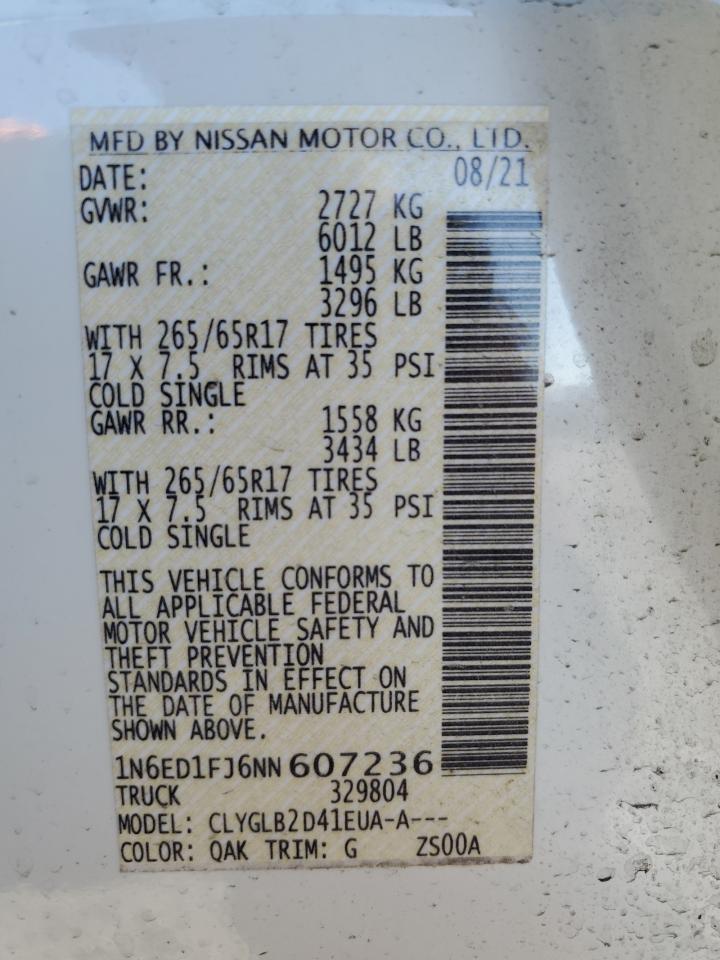 MFD BY NISSAN MOTOR CO., LTD.
DATE: 08/21
GVWR: 2727 KG
6012 LB
GAWR FR.: 1495 KG
3296 LB
WITH 265/65R17 TIRES
17 X 7.5 RIMS AT 35 PSI
COLD SINGLE
GAWR RR.: 1558 KG
3434 LB
WITH 265/65R17 TIRES
17 X 7.5 RIMS AT 35 PSI
COLD SINGLE
THIS VEHICLE CONFORMS TO
ALL APPLICABLE FEDERAL
MOTOR VEHICLE SAFETY AND
THEFT PREVENTION
STANDARDS IN EFFECT ON
THE DATE OF MANUFACTURE
SHOWN ABOVE.
1N6ED1FJ6NN607236
TRUCK 329804
MODEL: CLYGLB2D41EUA-A---
COLOR: QAK TRIM: G ZS00A